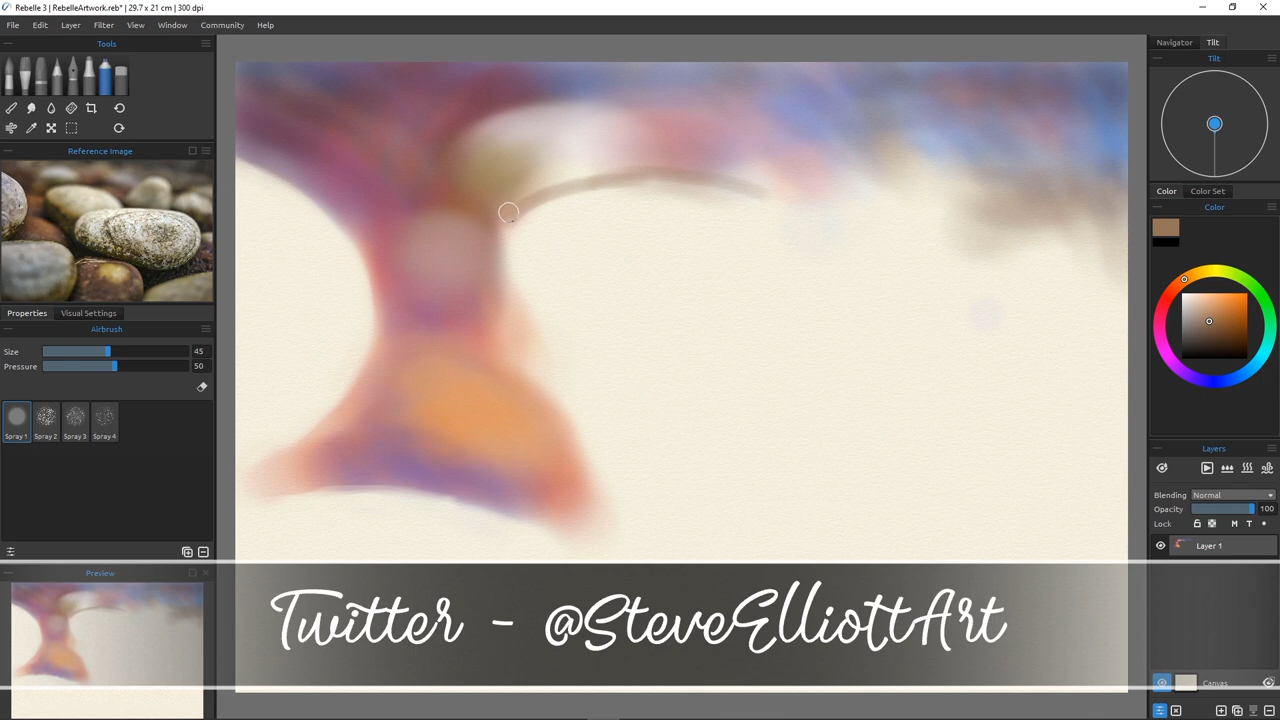 Rebelle 3 | RebelleArtwork.reb* | 29.7 x 21 cm | 300 dpi
File Edit Layer Filter View Window Community Help
Tools
Reference Image
Properties Visual Settings
Airbrush
Size 45
Pressure 50
Spray 1 Spray 2 Spray 3 Spray 4
Preview
Twitter - @SteveElliottArt
Navigator Tilt
Tilt
Color Color Set
Color
Layers
Blending Normal
Opacity 100
Lock M T
Layer 1
Canvas